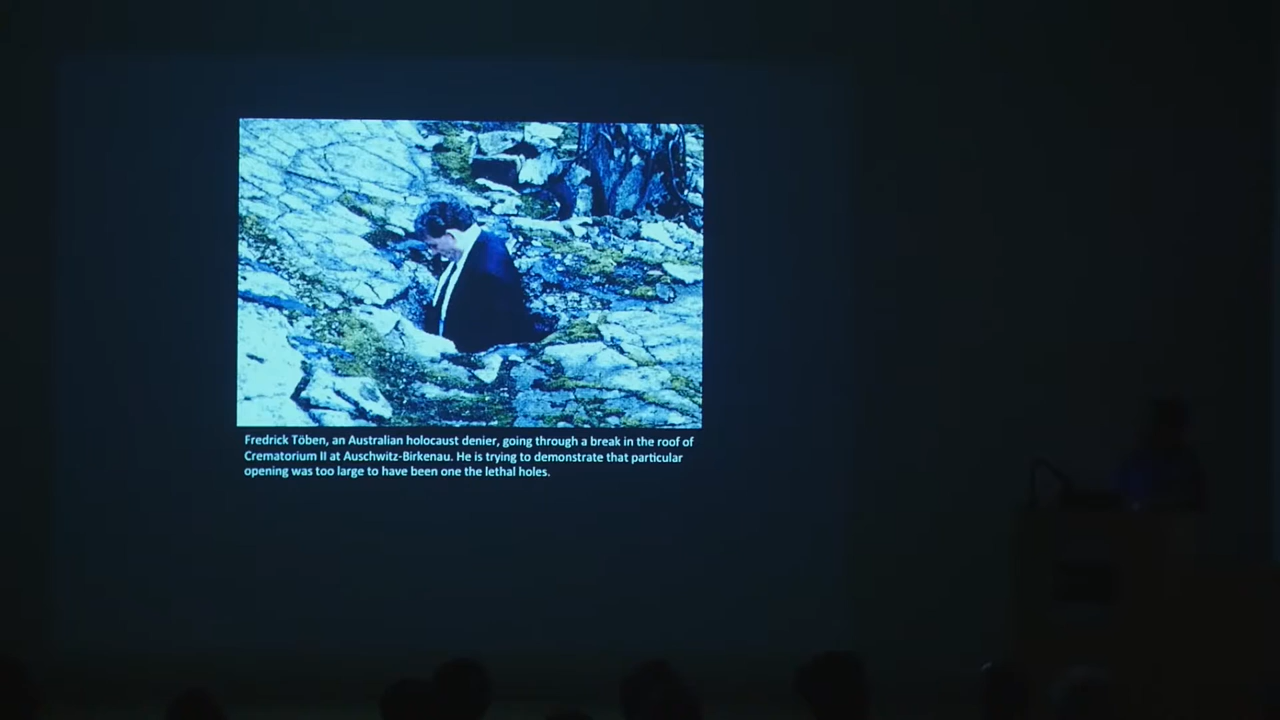 Fredrick Töben, an Australian holocaust denier, going through a break in the roof of
Crematorium II at Auschwitz-Birkenau. He is trying to demonstrate that particular
opening was too large to have been one the lethal holes.